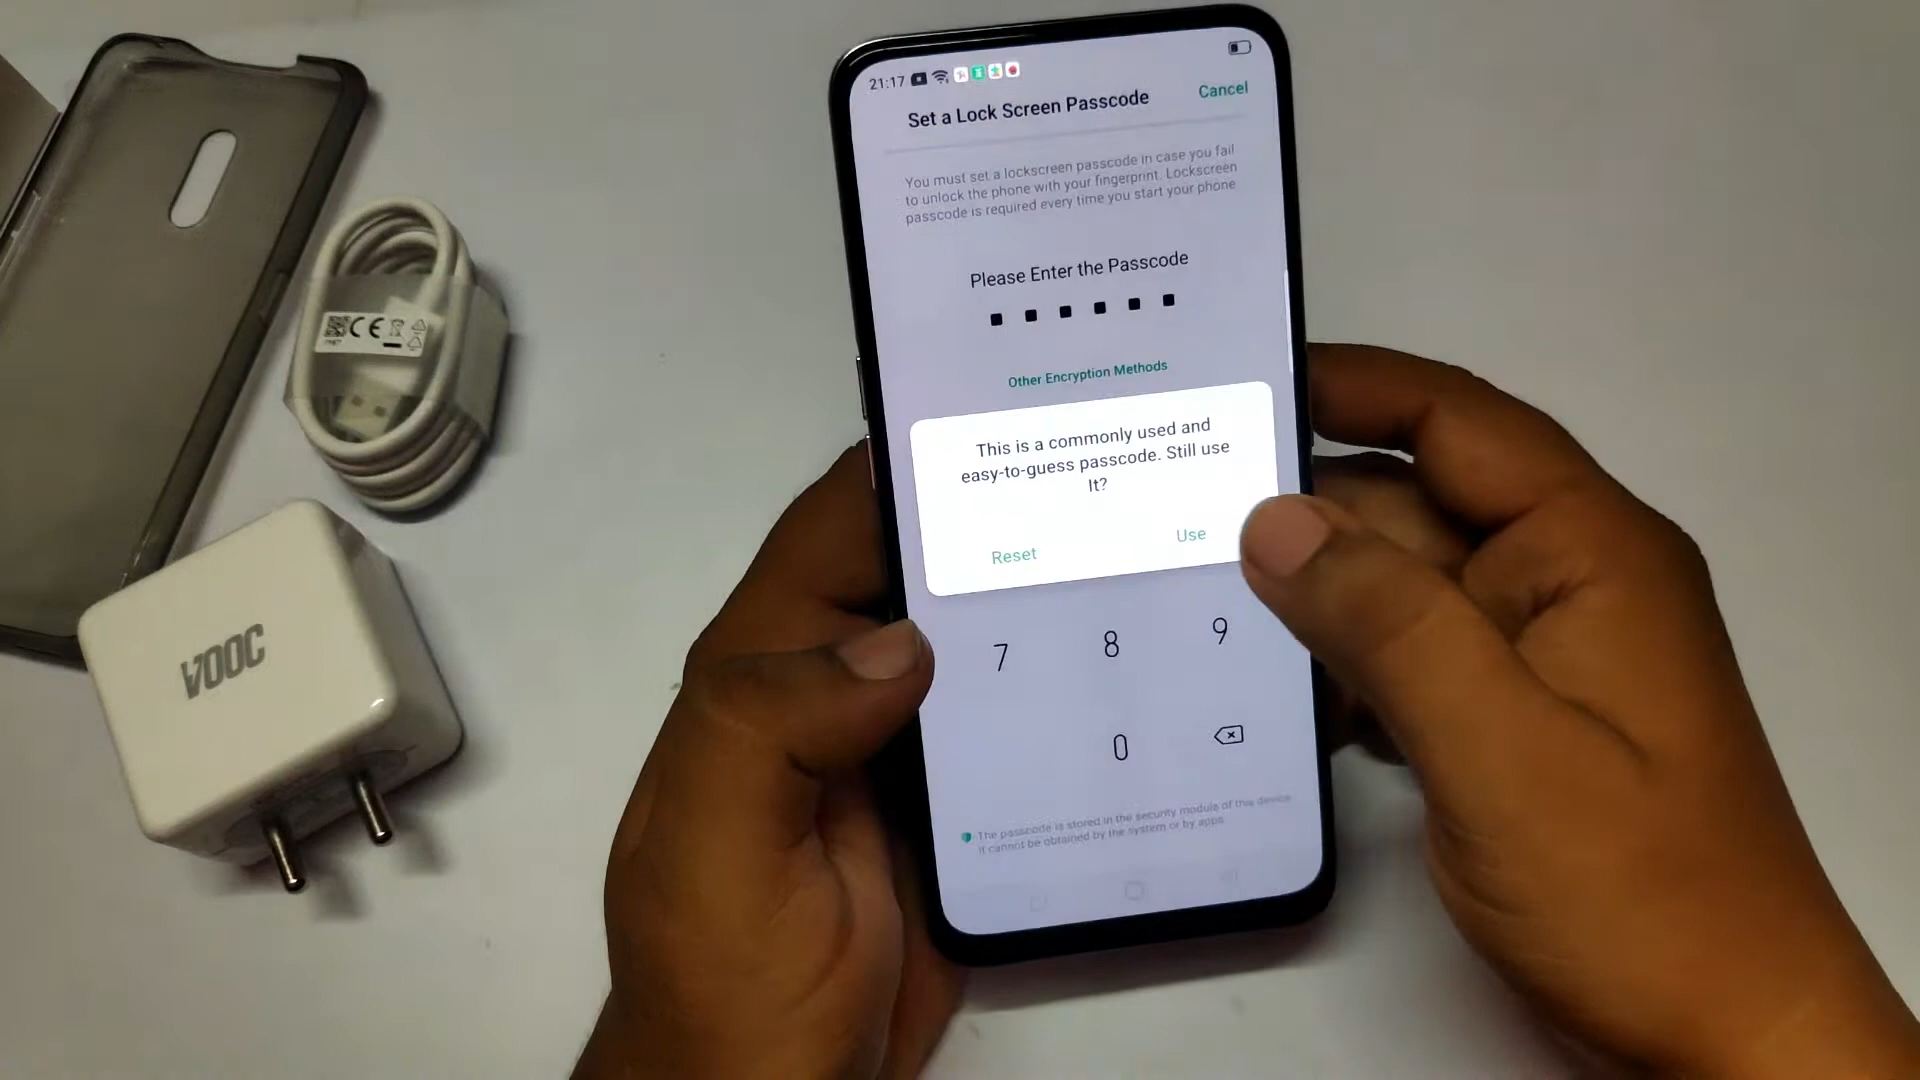 21:17
Set a Lock Screen Passcode
Cancel
You must set a lockscreen passcode in case you fail
to unlock the phone with your fingerprint. Lockscreen
passcode is required every time you start your phone
Please Enter the Passcode
Other Encryption Methods
This is a commonly used and
easy-to-guess passcode. Still use
It?
Reset
Use
7
8
9
0
The passcode is stored in the security module of this device.
It cannot be obtained by the system or by apps.
CE
VOOC